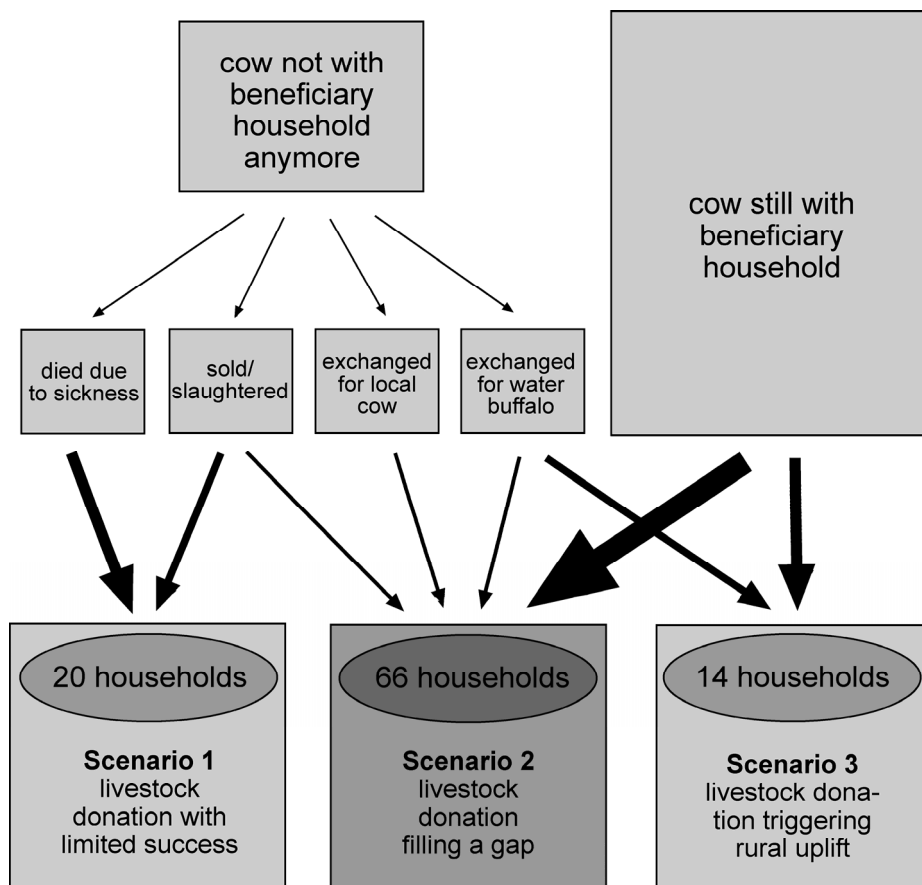 cow not with
beneficiary
household
anymore
cow still with
beneficiary
household
died due
to sickness
sold/
slaughtered
exchanged
for local
cow
exchanged
for water
buffalo
20 households
Scenario 1
livestock
donation with
limited success
66 households
Scenario 2
livestock
donation
filling a gap
14 households
Scenario 3
livestock dona-
tion triggering
rural uplift